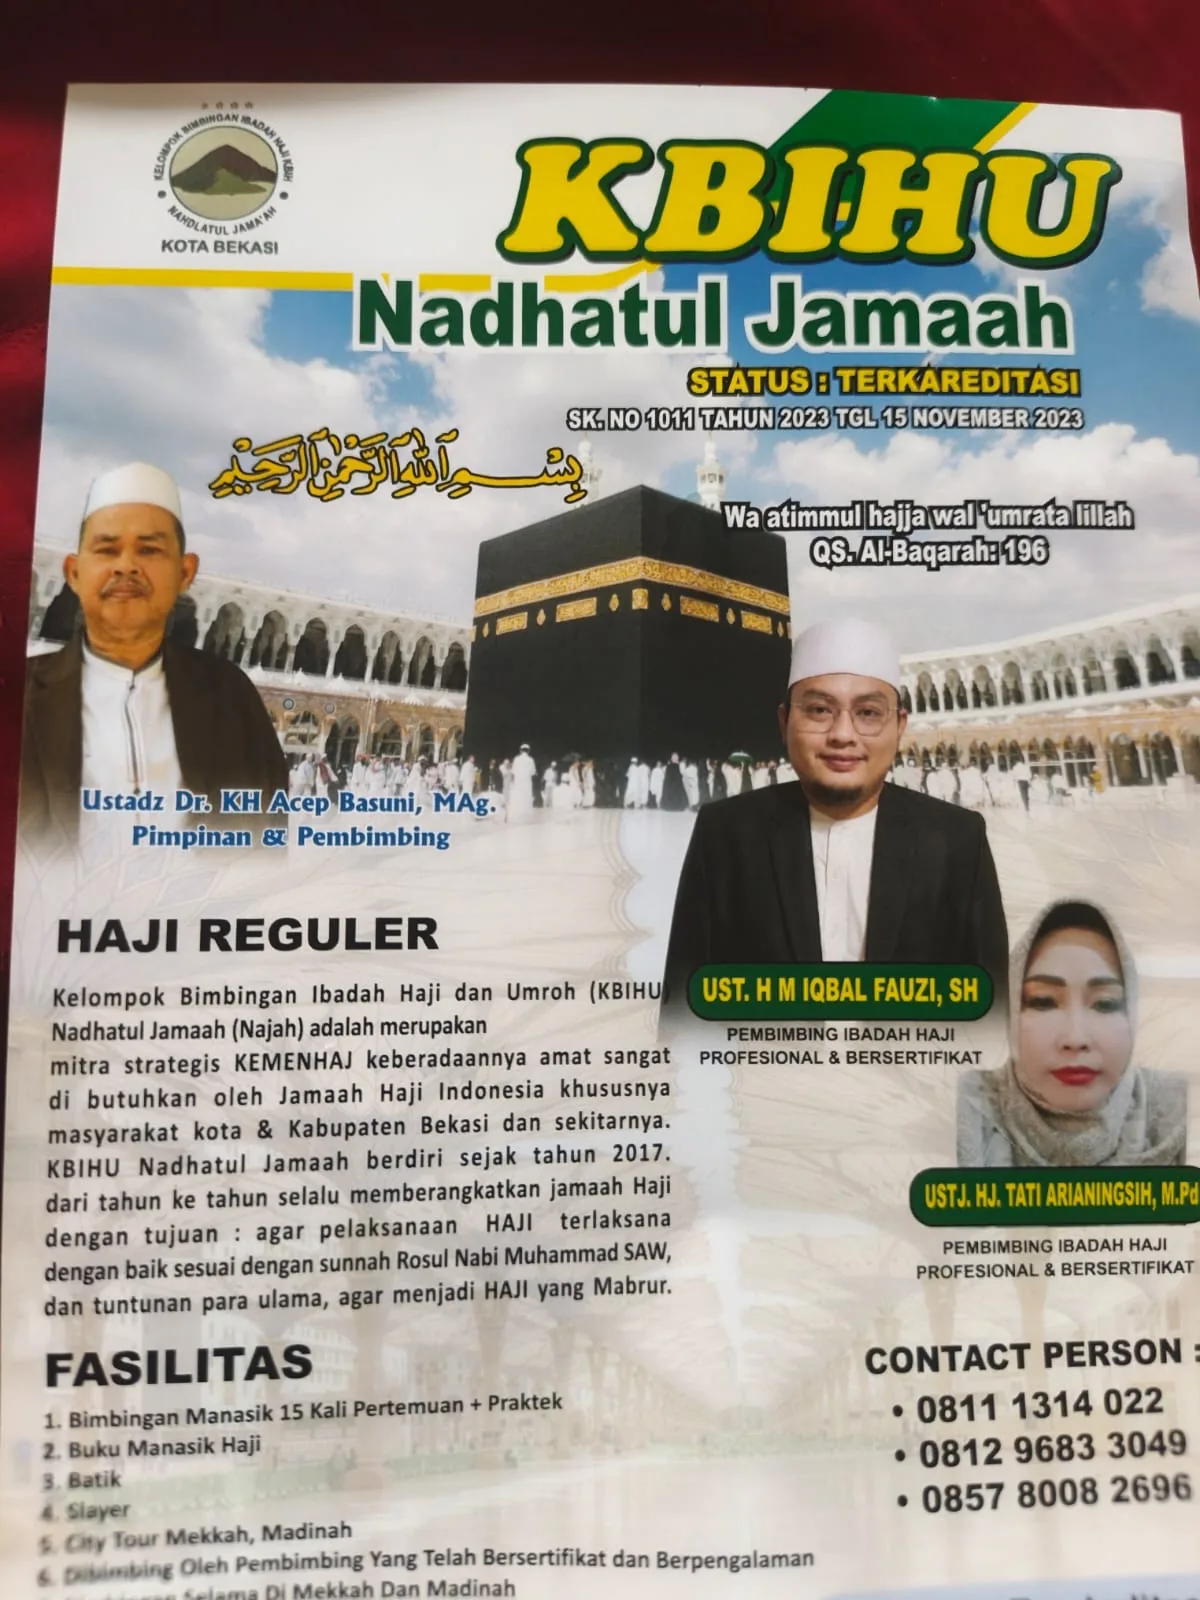 KELOMPOK BIMBINGAN IBADAH HAJI KBIH
NAHDLATUL JAMA'AH
KOTA BEKASI
KBIHU
Nadhatul Jamaah
STATUS : TERKAREDITASI
SK. NO 1011 TAHUN 2023 TGL 15 NOVEMBER 2023
بِسْمِ اللهِ الرَّحْمٰنِ الرَّحِيْمِ
Wa atimmul hajja wal 'umrata lillah
QS. Al-Baqarah: 196
Ustadz Dr. KH Acep Basuni, MAg.
Pimpinan & Pembimbing
HAJI REGULER
Kelompok Bimbingan Ibadah Haji dan Umroh (KBIHU)
Nadhatul Jamaah (Najah) adalah merupakan
mitra strategis KEMENHAJ keberadaannya amat sangat
di butuhkan oleh Jamaah Haji Indonesia khususnya
masyarakat kota & Kabupaten Bekasi dan sekitarnya.
KBIHU Nadhatul Jamaah berdiri sejak tahun 2017.
dari tahun ke tahun selalu memberangkatkan jamaah Haji
dengan tujuan : agar pelaksanaan HAJI terlaksana
dengan baik sesuai dengan sunnah Rosul Nabi Muhammad SAW,
dan tuntunan para ulama, agar menjadi HAJI yang Mabrur.
UST. H M IQBAL FAUZI, SH
PEMBIMBING IBADAH HAJI
PROFESIONAL & BERSERTIFIKAT
USTJ. HJ. TATI ARIANINGSIH, M.Pd
PEMBIMBING IBADAH HAJI
PROFESIONAL & BERSERTIFIKAT
FASILITAS
1. Bimbingan Manasik 15 Kali Pertemuan + Praktek
2. Buku Manasik Haji
3. Batik
4. Slayer
5. City Tour Mekkah, Madinah
6. Dibimbing Oleh Pembimbing Yang Telah Bersertifikat dan Berpengalaman
Selama Di Mekkah Dan Madinah
CONTACT PERSON :
• 0811 1314 022
• 0812 9683 3049
• 0857 8008 2696